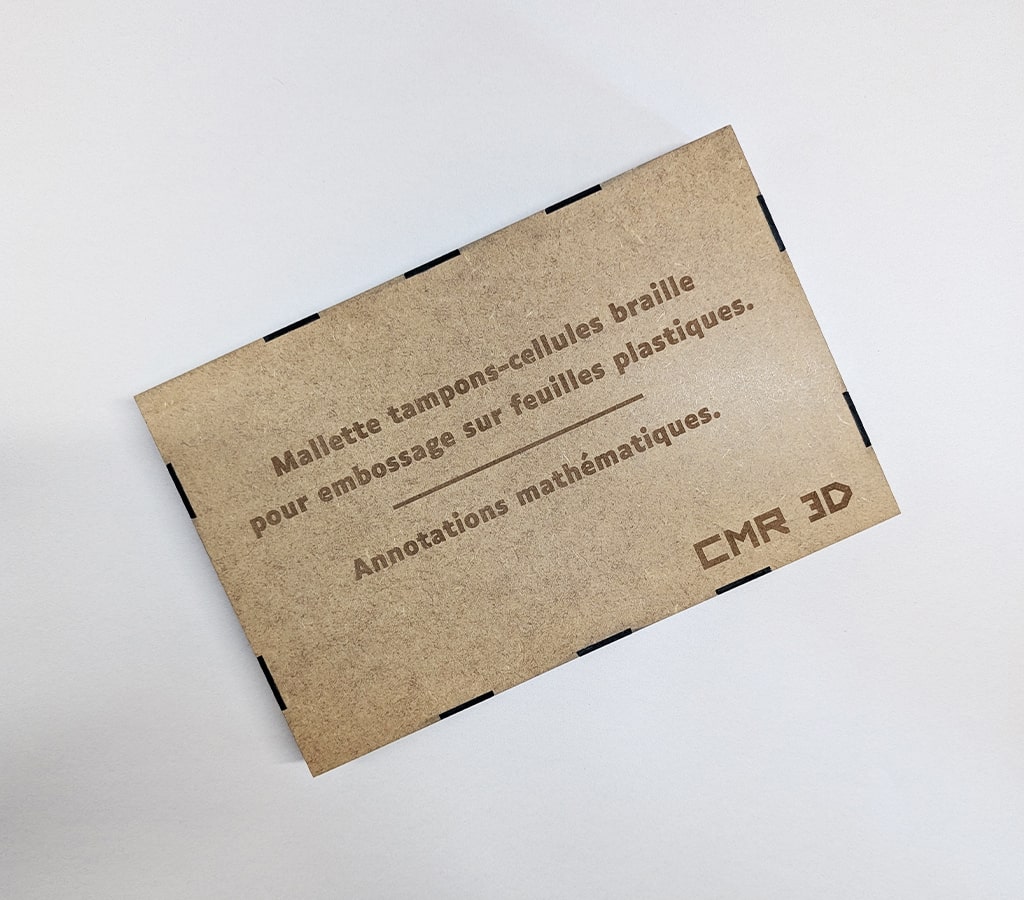 Mallette tampons-cellules braille
pour embossage sur feuilles plastiques.
Annotations mathématiques.
CMR 3D